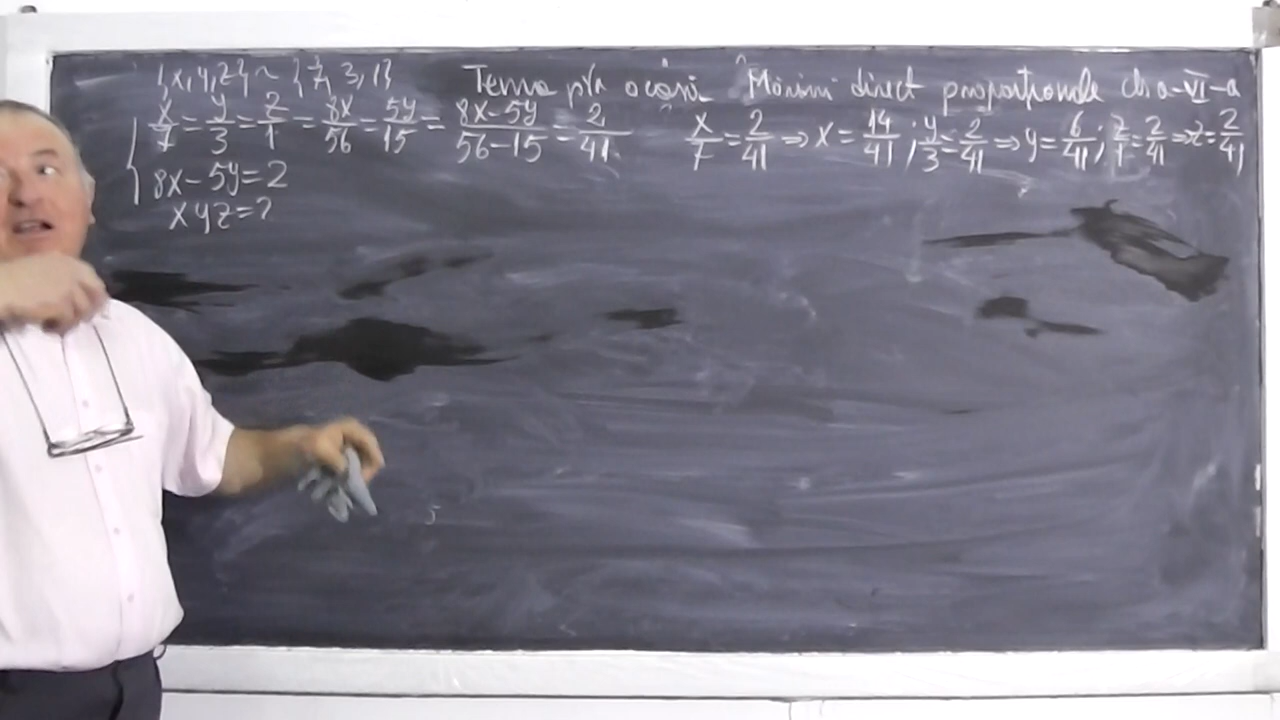 {x,y,z} ~ {7, 3, 1}
Tema pt/r acasă: Mărimi direct proporționale cls a-VI-a
x/7 = y/3 = z/1 = 8x/56 = 5y/15 = (8x-5y)/(56-15) = 2/41
x/7 = 2/41 ⇒ x = 14/41 ; y/3 = 2/41 ⇒ y = 6/41 ; z/1 = 2/41 ⇒ z = 2/41
8x-5y=2
xyz=?
5